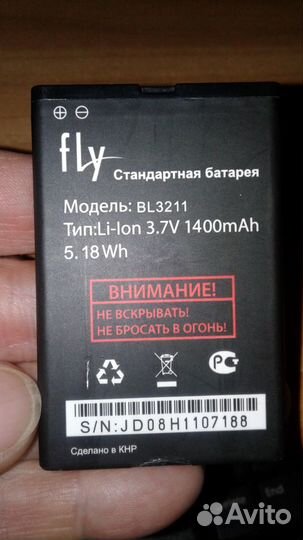 fly Стандартная батарея
Модель: BL3211
Тип:Li-Ion 3.7V 1400mAh
5.18Wh
ВНИМАНИЕ!
НЕ ВСКРЫВАТЬ!
НЕ БРОСАТЬ В ОГОНЬ!
S/N:JD08H1107188
Сделано в КНР
Avito